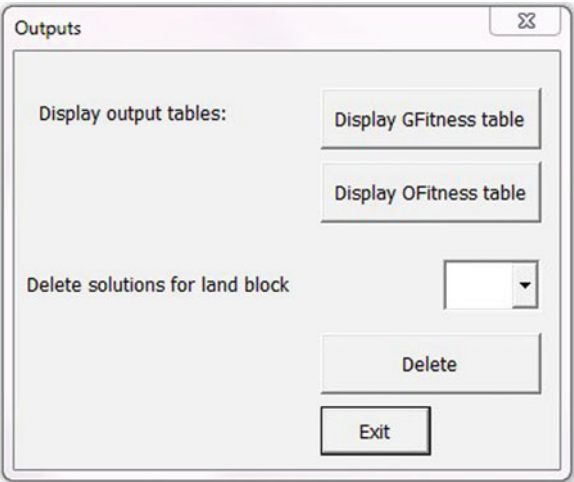 Outputs
Display output tables:
Display GFitness table
Display OFitness table
Delete solutions for land block
Delete
Exit